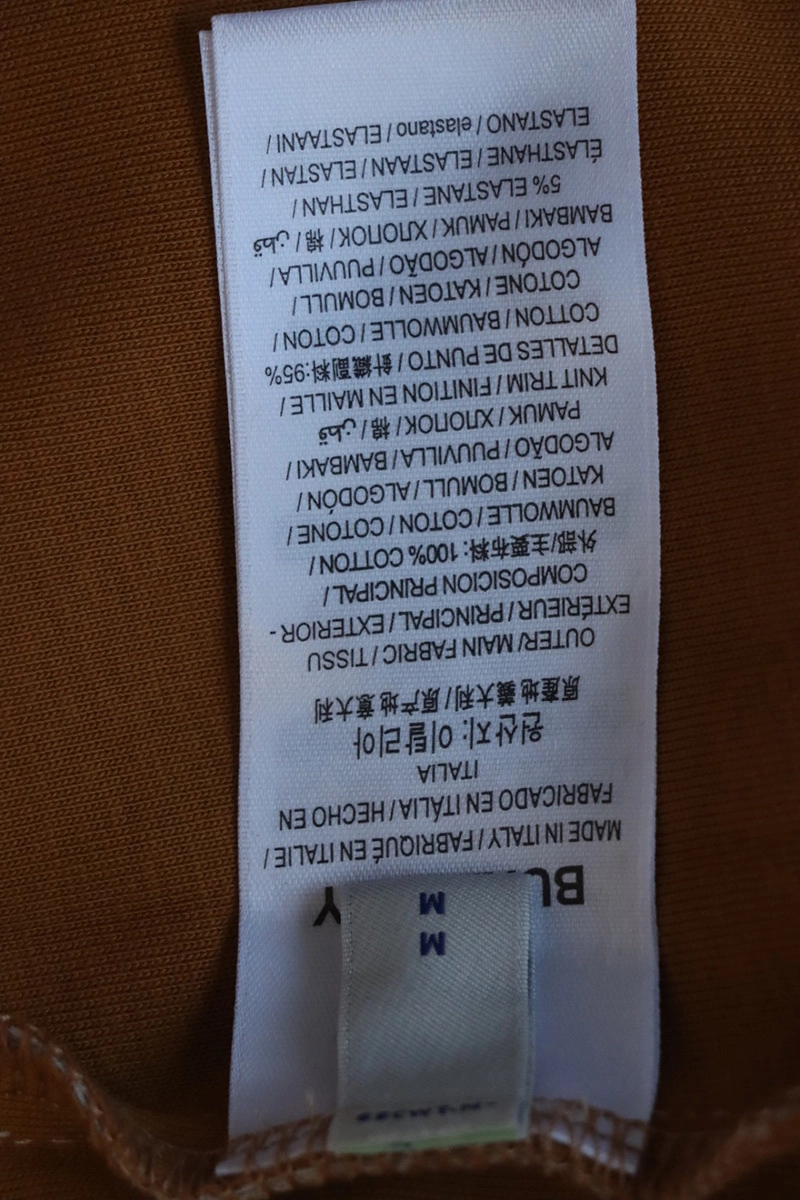 M
M
MADE IN ITALY / FABRIQUÉ EN ITALIE /
FABRICADO EN ITÁLIA / HECHO EN
ITALIA
원산지: 이탈리아
原產地 義大利 / 原产地 意大利
OUTER/ MAIN FABRIC / TISSU
EXTÉRIEUR / PRINCIPAL / EXTERIOR -
COMPOSICION PRINCIPAL /
外部/主要布料: 100% COTTON /
BAUMWOLLE / COTON / COTONE /
KATOEN / BOMULL / ALGODÓN /
ALGODÃO / PUUVILLA / BAMBAKI /
PAMUK / ХЛОПОК / 棉 / قطن
KNIT TRIM / FINITION EN MAILLE /
DETALLES DE PUNTO / 針織副料:95%
COTTON / BAUMWOLLE / COTON /
COTONE / KATOEN / BOMULL /
ALGODÓN / ALGODÃO / PUUVILLA /
BAMBAKI / PAMUK / ХЛОПОК / 棉 / قطن
5% ELASTANE / ELASTHAN /
ÉLASTHANE / ELASTAAN / ELASTAN /
ELASTANO / elastano / ELASTAANI /